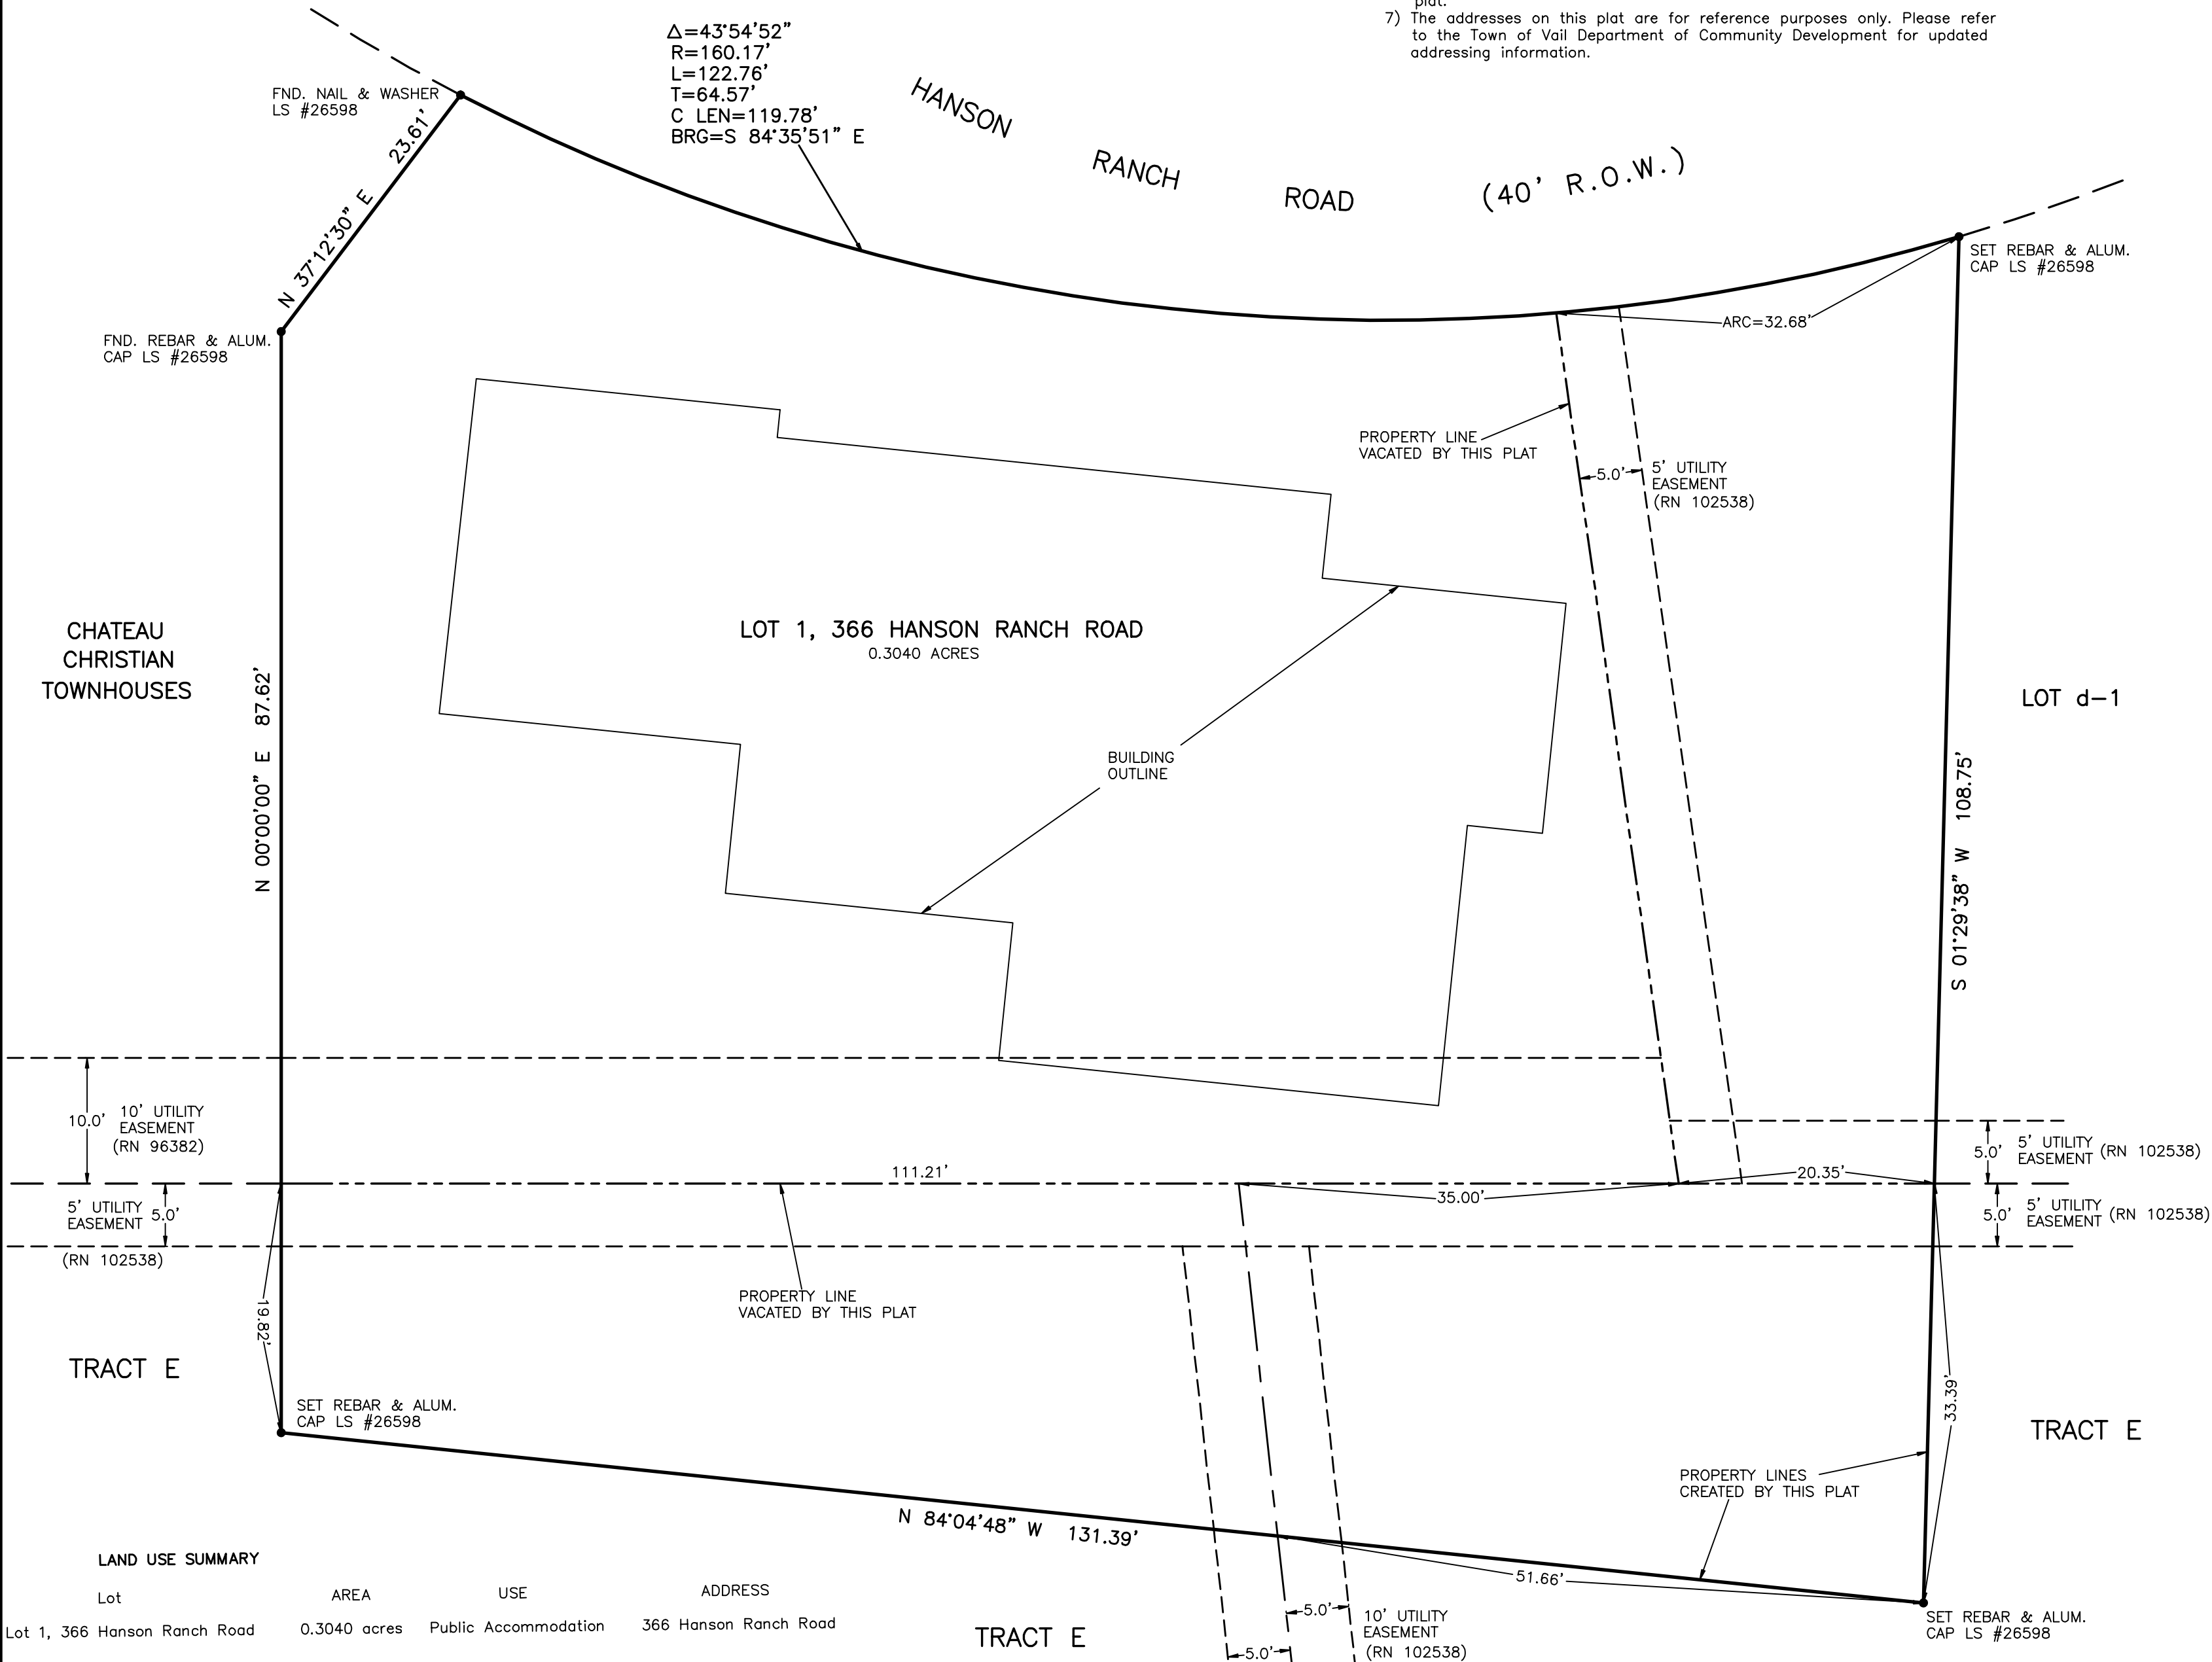 plat.
7) The addresses on this plat are for reference purposes only. Please refer
to the Town of Vail Department of Community Development for updated
addressing information.
Δ=43°54'52"
R=160.17'
L=122.76'
T=64.57'
C LEN=119.78'
BRG=S 84°35'51" E
HANSON RANCH ROAD (40' R.O.W.)
FND. NAIL & WASHER
LS #26598
N 37°12'30" E 23.61'
FND. REBAR & ALUM.
CAP LS #26598
SET REBAR & ALUM.
CAP LS #26598
ARC=32.68'
PROPERTY LINE
VACATED BY THIS PLAT
5.0'
5' UTILITY
EASEMENT
(RN 102538)
LOT 1, 366 HANSON RANCH ROAD
0.3040 ACRES
CHATEAU
CHRISTIAN
TOWNHOUSES
N 00°00'00" E 87.62'
BUILDING
OUTLINE
LOT d-1
S 01°29'38" W 108.75'
10.0'
10' UTILITY
EASEMENT
(RN 96382)
5' UTILITY
EASEMENT
5.0'
(RN 102538)
111.21'
35.00'
20.35'
5.0'
5' UTILITY
EASEMENT
(RN 102538)
5.0'
5' UTILITY
EASEMENT
(RN 102538)
19.82'
PROPERTY LINE
VACATED BY THIS PLAT
33.39'
TRACT E
TRACT E
SET REBAR & ALUM.
CAP LS #26598
PROPERTY LINES
CREATED BY THIS PLAT
N 84°04'48" W 131.39'
51.66'
5.0'
5.0'
10' UTILITY
EASEMENT
(RN 102538)
SET REBAR & ALUM.
CAP LS #26598
TRACT E
LAND USE SUMMARY
Lot AREA USE ADDRESS
Lot 1, 366 Hanson Ranch Road 0.3040 acres Public Accommodation 366 Hanson Ranch Road